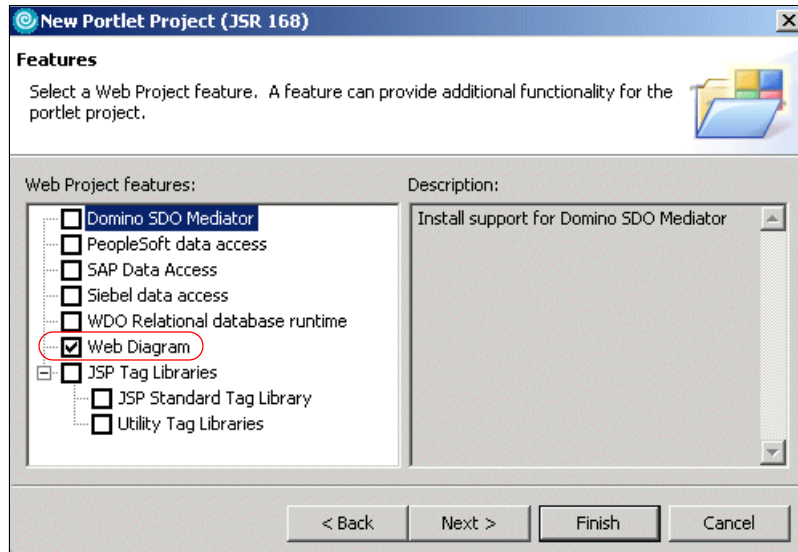 New Portlet Project (JSR 168)
Features
Select a Web Project feature. A feature can provide additional functionality for the
portlet project.
Web Project features:
Description:
Domino SDO Mediator
Install support for Domino SDO Mediator
PeopleSoft data access
SAP Data Access
Siebel data access
WDO Relational database runtime
Web Diagram
JSP Tag Libraries
JSP Standard Tag Library
Utility Tag Libraries
< Back
Next >
Finish
Cancel